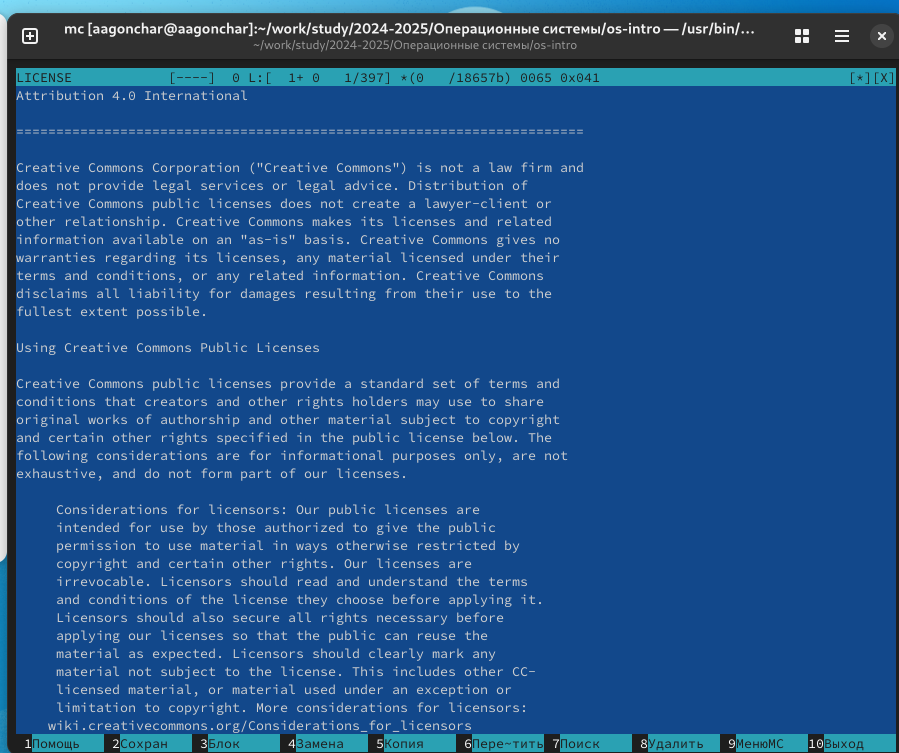 mc [aagonchar@aagonchar]:~/work/study/2024-2025/Операционные системы/os-intro — /usr/bin/…
~/work/study/2024-2025/Операционные системы/os-intro
LICENSE [----] 0 L:[ 1+ 0 1/397] *(0 /18657b) 0065 0x041 [*][X]
Attribution 4.0 International
=======================================================================
Creative Commons Corporation ("Creative Commons") is not a law firm and
does not provide legal services or legal advice. Distribution of
Creative Commons public licenses does not create a lawyer-client or
other relationship. Creative Commons makes its licenses and related
information available on an "as-is" basis. Creative Commons gives no
warranties regarding its licenses, any material licensed under their
terms and conditions, or any related information. Creative Commons
disclaims all liability for damages resulting from their use to the
fullest extent possible.
Using Creative Commons Public Licenses
Creative Commons public licenses provide a standard set of terms and
conditions that creators and other rights holders may use to share
original works of authorship and other material subject to copyright
and certain other rights specified in the public license below. The
following considerations are for informational purposes only, are not
exhaustive, and do not form part of our licenses.
Considerations for licensors: Our public licenses are
intended for use by those authorized to give the public
permission to use material in ways otherwise restricted by
copyright and certain other rights. Our licenses are
irrevocable. Licensors should read and understand the terms
and conditions of the license they choose before applying it.
Licensors should also secure all rights necessary before
applying our licenses so that the public can reuse the
material as expected. Licensors should clearly mark any
material not subject to the license. This includes other CC-
licensed material, or material used under an exception or
limitation to copyright. More considerations for licensors:
wiki.creativecommons.org/Considerations_for_licensors
1Помощь 2Сохран 3Блок 4Замена 5Копия 6Пере~тить 7Поиск 8Удалить 9МенюMC 10Выход